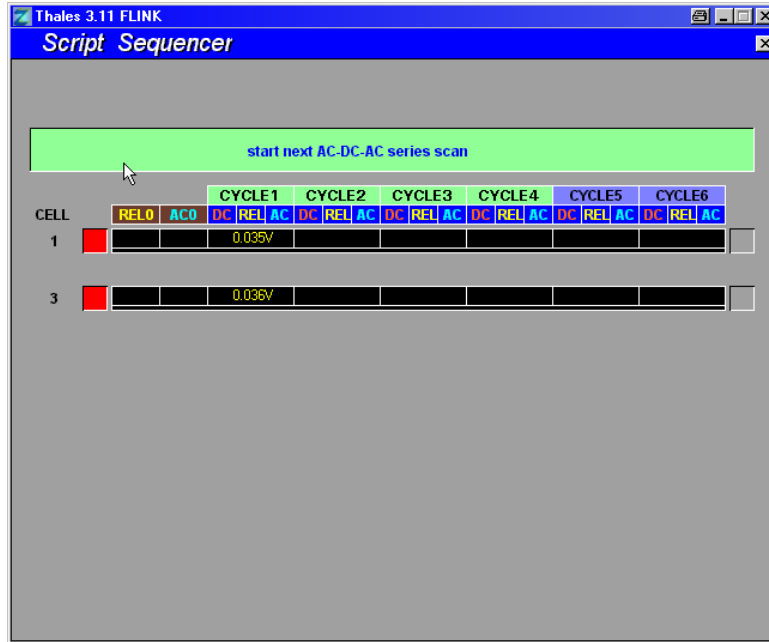 Thales 3.11 FLINK
Script Sequencer
start next AC-DC-AC series scan
CYCLE1 CYCLE2 CYCLE3 CYCLE4 CYCLE5 CYCLE6
CELL REL0 AC0 DC REL AC DC REL AC DC REL AC DC REL AC DC REL AC DC REL AC
1 0.035V
3 0.036V